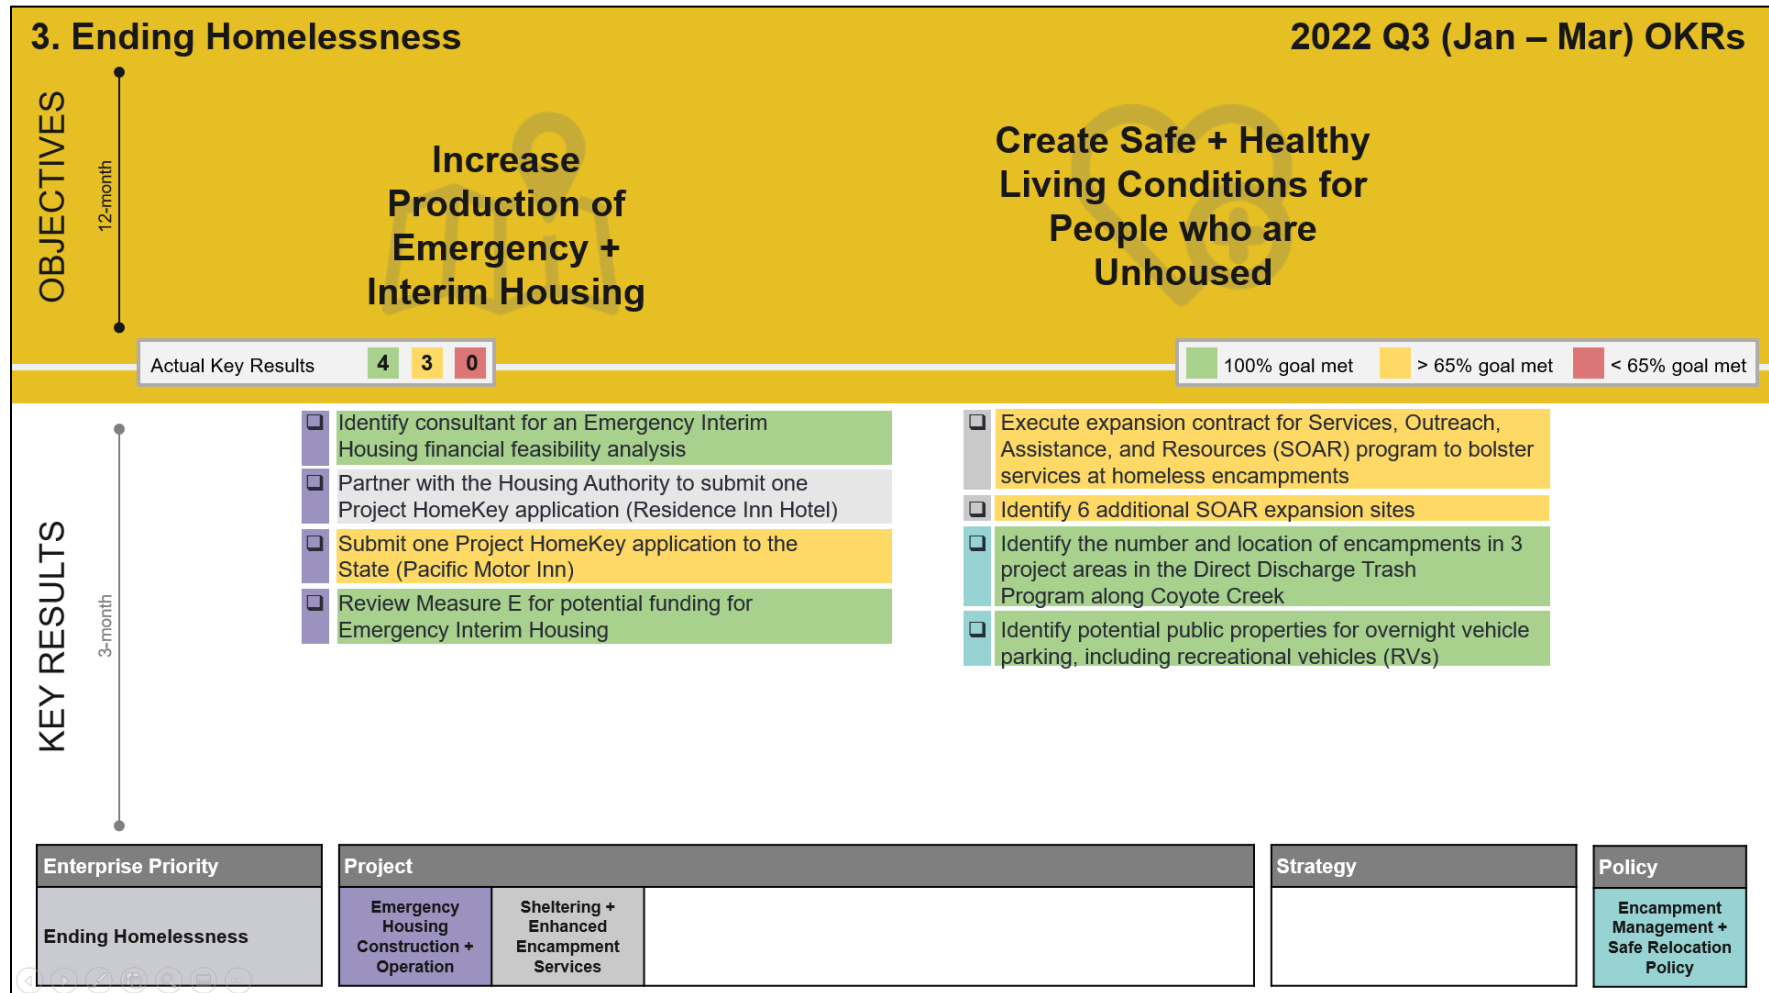 3. Ending Homelessness
2022 Q3 (Jan – Mar) OKRs
OBJECTIVES
12-month
Increase
Production of
Emergency +
Interim Housing
Create Safe + Healthy
Living Conditions for
People who are
Unhoused
Actual Key Results 4 3 0
100% goal met > 65% goal met < 65% goal met
KEY RESULTS
3-month
Identify consultant for an Emergency Interim
Housing financial feasibility analysis
Partner with the Housing Authority to submit one
Project HomeKey application (Residence Inn Hotel)
Submit one Project HomeKey application to the
State (Pacific Motor Inn)
Review Measure E for potential funding for
Emergency Interim Housing
Execute expansion contract for Services, Outreach,
Assistance, and Resources (SOAR) program to bolster
services at homeless encampments
Identify 6 additional SOAR expansion sites
Identify the number and location of encampments in 3
project areas in the Direct Discharge Trash
Program along Coyote Creek
Identify potential public properties for overnight vehicle
parking, including recreational vehicles (RVs)
Enterprise Priority
Ending Homelessness
Project
Emergency
Housing
Construction +
Operation
Sheltering +
Enhanced
Encampment
Services
Strategy
Policy
Encampment
Management +
Safe Relocation
Policy